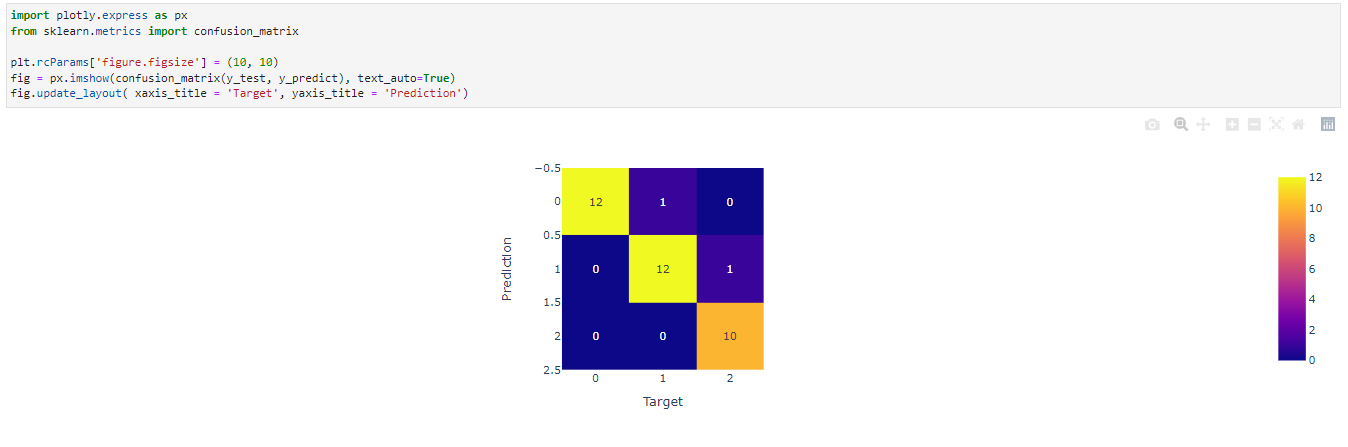 import plotly.express as px
from sklearn.metrics import confusion_matrix
plt.rcParams['figure.figsize'] = (10, 10)
fig = px.imshow(confusion_matrix(y_test, y_predict), text_auto=True)
fig.update_layout( xaxis_title = 'Target', yaxis_title = 'Prediction')
−0.5
0 12 1 0
0.5
1 0 12 1
1.5
2 0 0 10
2.5
0 1 2
Target
Prediction
12
10
8
6
4
2
0